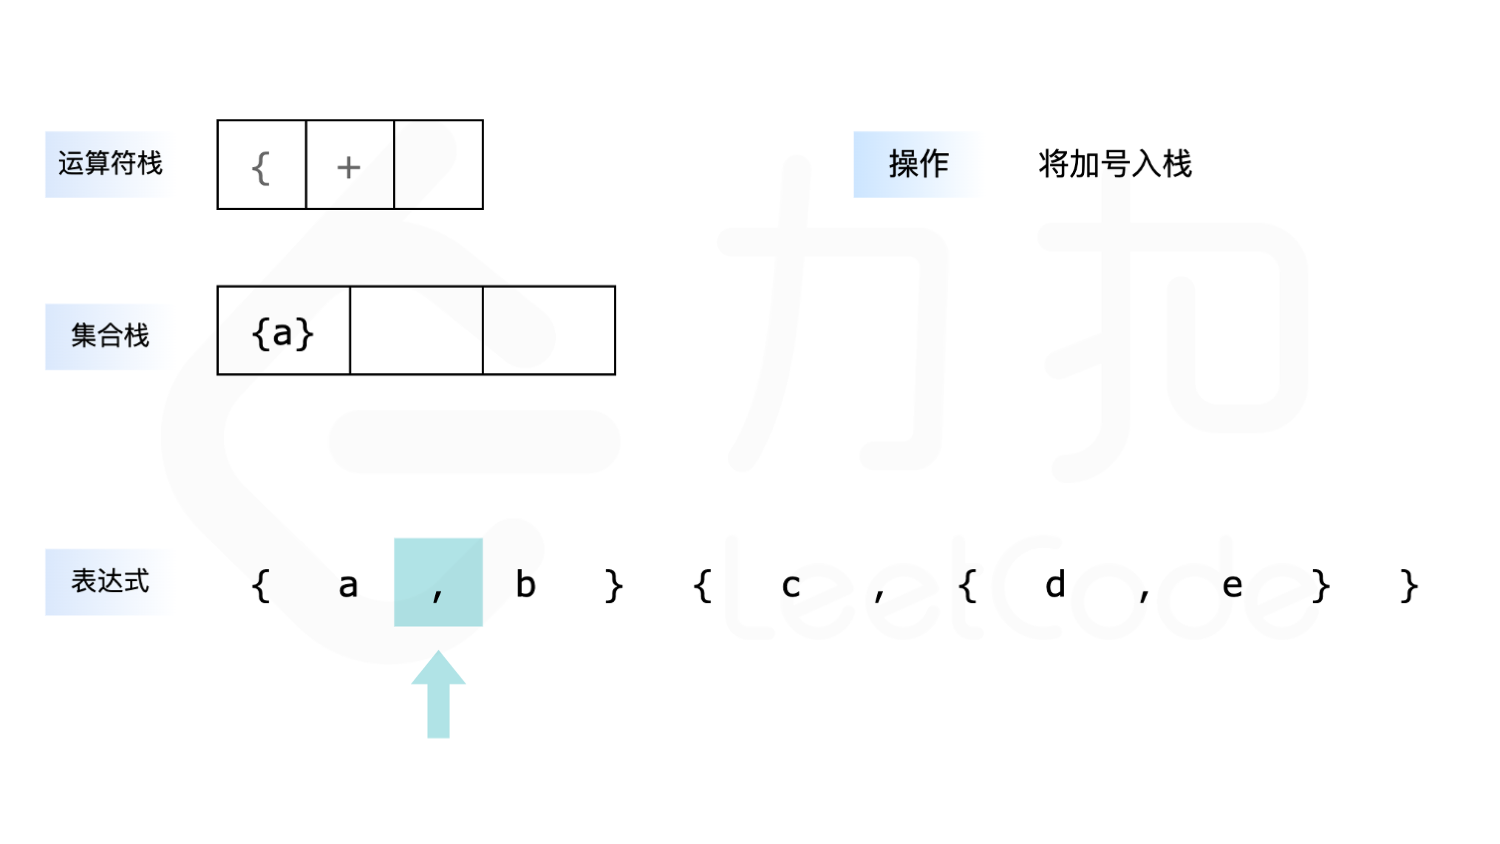 运算符栈 { +
操作 将加号入栈
集合栈 {a}
力扣
LeetCode
表达式 { a , b } { c , { d , e } }